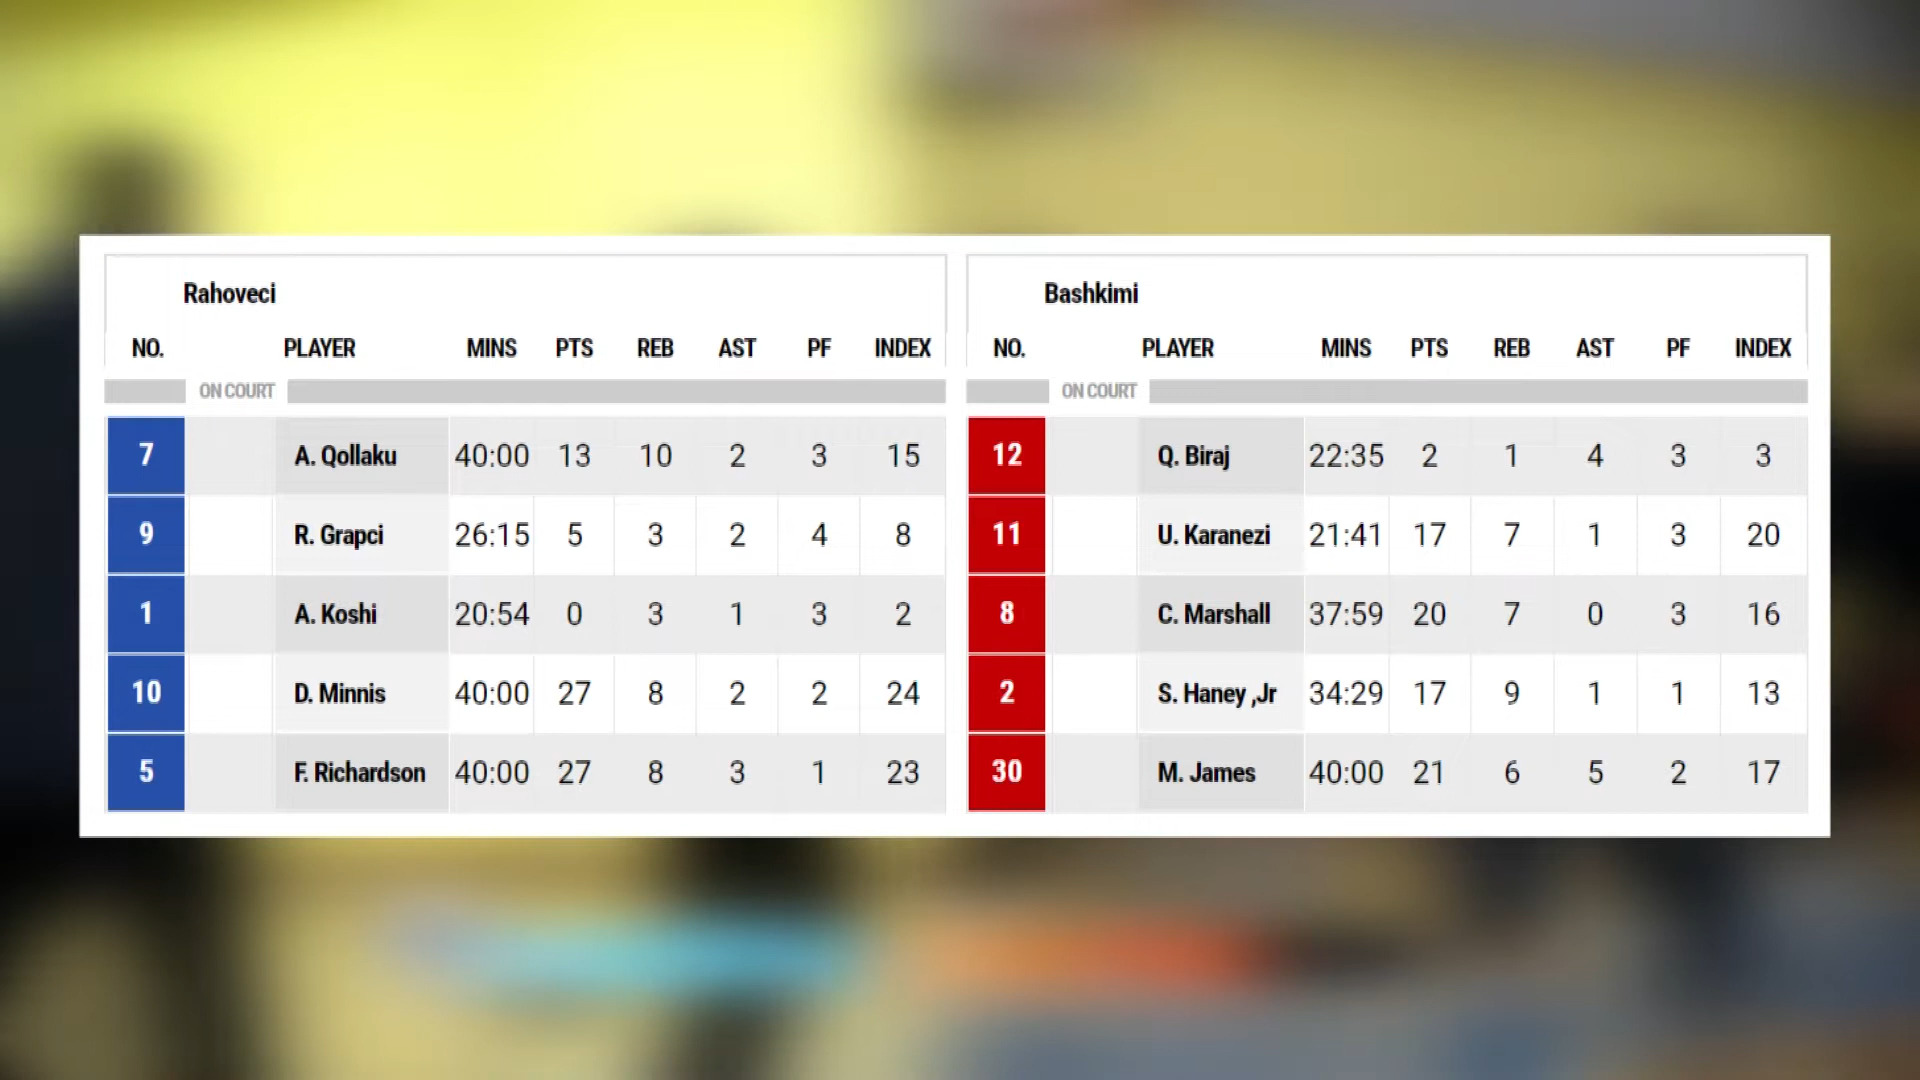 Rahoveci
NO. PLAYER MINS PTS REB AST PF INDEX
ON COURT
7 A. Qollaku 40:00 13 10 2 3 15
9 R. Grapci 26:15 5 3 2 4 8
1 A. Koshi 20:54 0 3 1 3 2
10 D. Minnis 40:00 27 8 2 2 24
5 F. Richardson 40:00 27 8 3 1 23
Bashkimi
NO. PLAYER MINS PTS REB AST PF INDEX
ON COURT
12 Q. Biraj 22:35 2 1 4 3 3
11 U. Karanezi 21:41 17 7 1 3 20
8 C. Marshall 37:59 20 7 0 3 16
2 S. Haney ,Jr 34:29 17 9 1 1 13
30 M. James 40:00 21 6 5 2 17